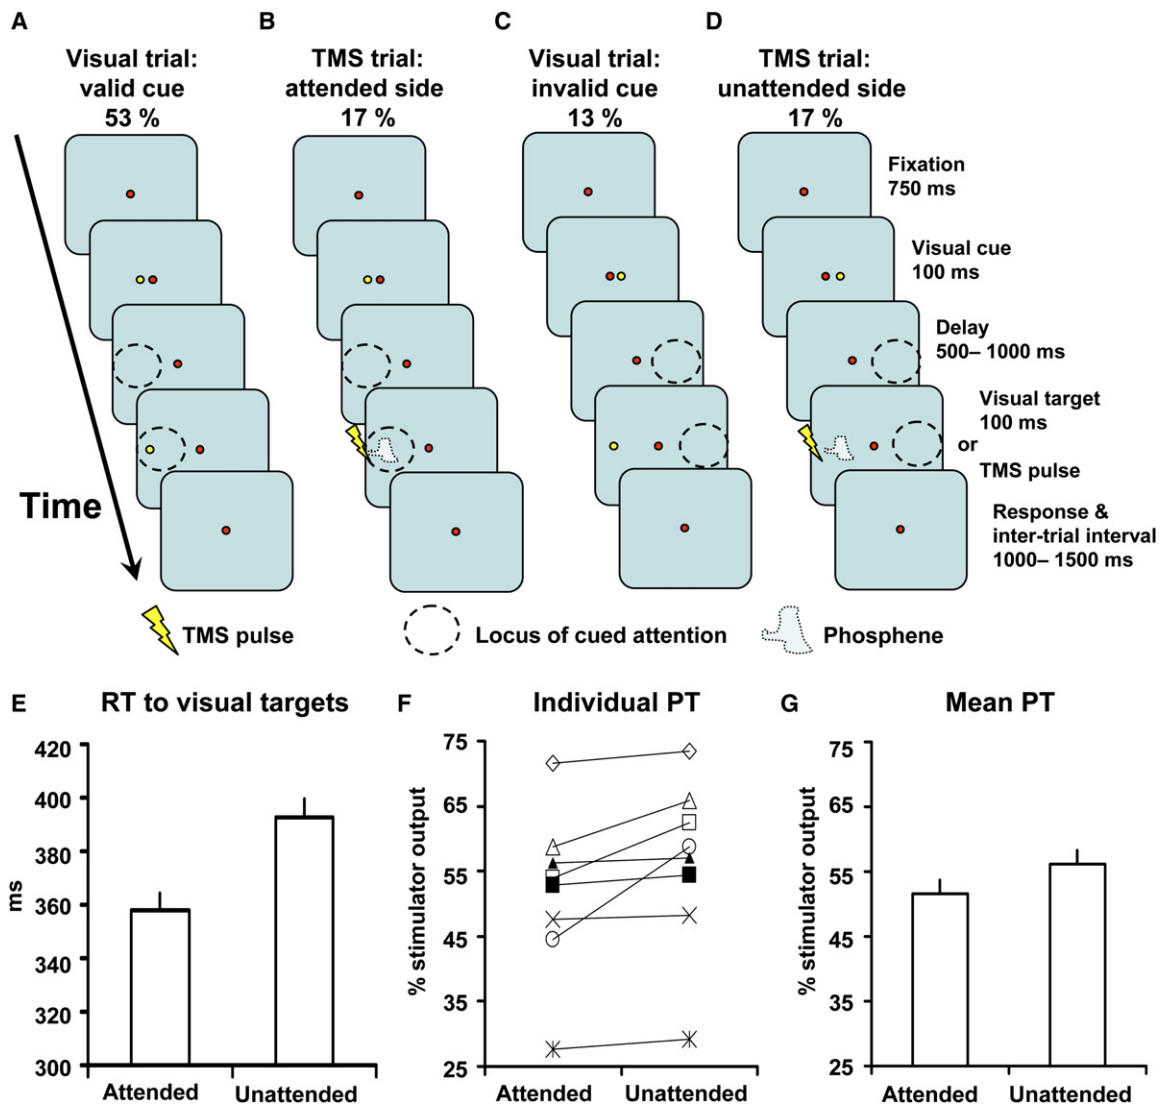 A
Visual trial:
valid cue
53 %
B
TMS trial:
attended side
17 %
C
Visual trial:
invalid cue
13 %
D
TMS trial:
unattended side
17 %
Fixation
750 ms
Visual cue
100 ms
Delay
500– 1000 ms
Visual target
100 ms
or
TMS pulse
Response &
inter-trial interval
1000– 1500 ms
Time
TMS pulse
Locus of cued attention
Phosphene
E
RT to visual targets
ms
420
400
380
360
340
320
300
Attended
Unattended
F
Individual PT
% stimulator output
75
65
55
45
35
25
Attended
Unattended
G
Mean PT
% stimulator output
75
65
55
45
35
25
Attended
Unattended